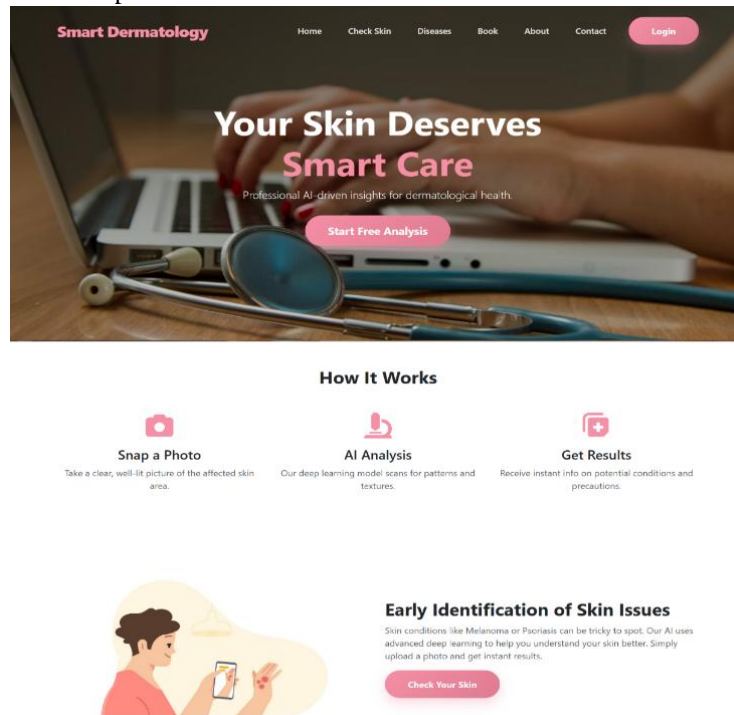 Smart Dermatology
Home
Check Skin
Diseases
Book
About
Contact
Login
Your Skin Deserves
Smart Care
Professional AI-driven insights for dermatological health.
Start Free Analysis
How It Works
Snap a Photo
Take a clear, well-lit picture of the affected skin
area.
AI Analysis
Our deep learning model scans for patterns and
textures.
Get Results
Receive instant info on potential conditions and
precautions.
Early Identification of Skin Issues
Skin conditions like Melanoma or Psoriasis can be tricky to spot. Our AI uses
advanced deep learning to help you understand your skin better. Simply
upload a photo and get instant results.
Check Your Skin